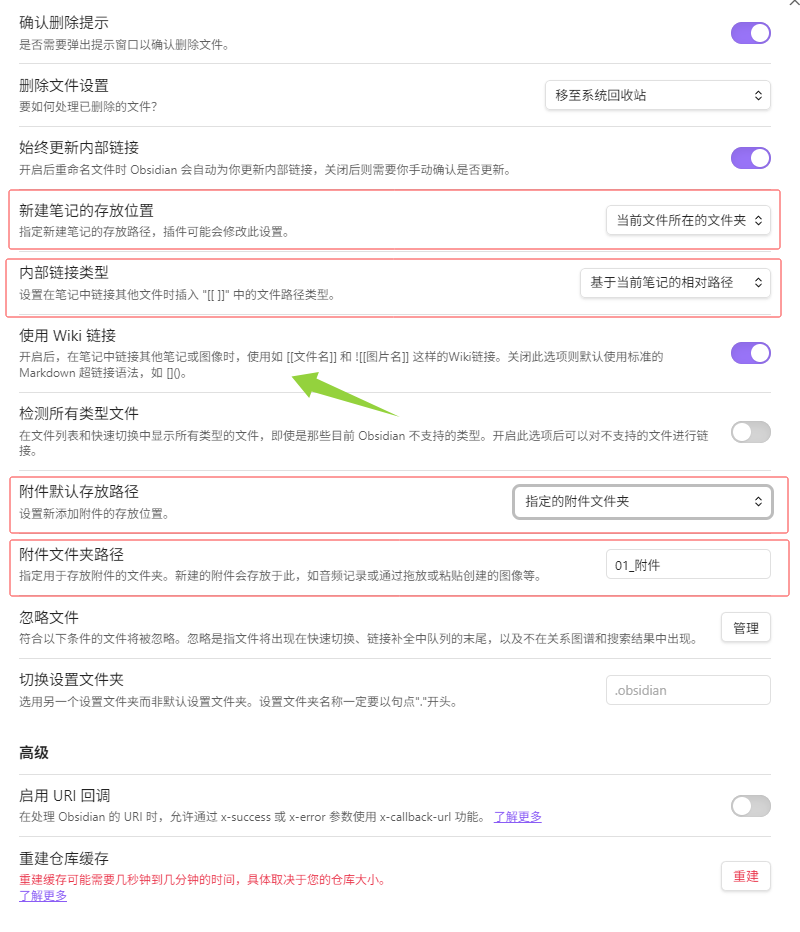 确认删除提示
是否需要弹出提示窗口以确认删除文件。
删除文件设置
要如何处理已删除的文件?
移至系统回收站
始终更新内部链接
开启后重命名文件时 Obsidian 会自动为你更新内部链接，关闭后则需要你手动确认是否更新。
新建笔记的存放位置
指定新建笔记的存放路径，插件可能会修改此设置。
当前文件所在的文件夹
内部链接类型
设置在笔记中链接其他文件时插入 "[[ ]]" 中的文件路径类型。
基于当前笔记的相对路径
使用 Wiki 链接
开启后，在笔记中链接其他笔记或图像时，使用如 [[文件名]] 和 ![[图片名]] 这样的Wiki链接。关闭此选项则默认使用标准的
Markdown 超链接语法，如 []()。
检测所有类型文件
在文件列表和快速切换中显示所有类型的文件，即使是那些目前 Obsidian 不支持的类型。开启此选项后可以对不支持的文件进行链
接。
附件默认存放路径
设置新添加附件的存放位置。
指定的附件文件夹
附件文件夹路径
指定用于存放附件的文件夹。新建的附件会存放于此，如音频记录或通过拖放或粘贴创建的图像等。
01_附件
忽略文件
符合以下条件的文件将被忽略。忽略是指文件将出现在快速切换、链接补全中队列的末尾，以及不在关系图谱和搜索结果中出现。
管理
切换设置文件夹
选用另一个设置文件夹而非默认设置文件夹。设置文件夹名称一定要以句点"."开头。
.obsidian
高级
启用 URI 回调
在处理 Obsidian 的 URI 时，允许通过 x-success 或 x-error 参数使用 x-callback-url 功能。 了解更多
重建仓库缓存
重建缓存可能需要几秒钟到几分钟的时间，具体取决于您的仓库大小。
了解更多
重建